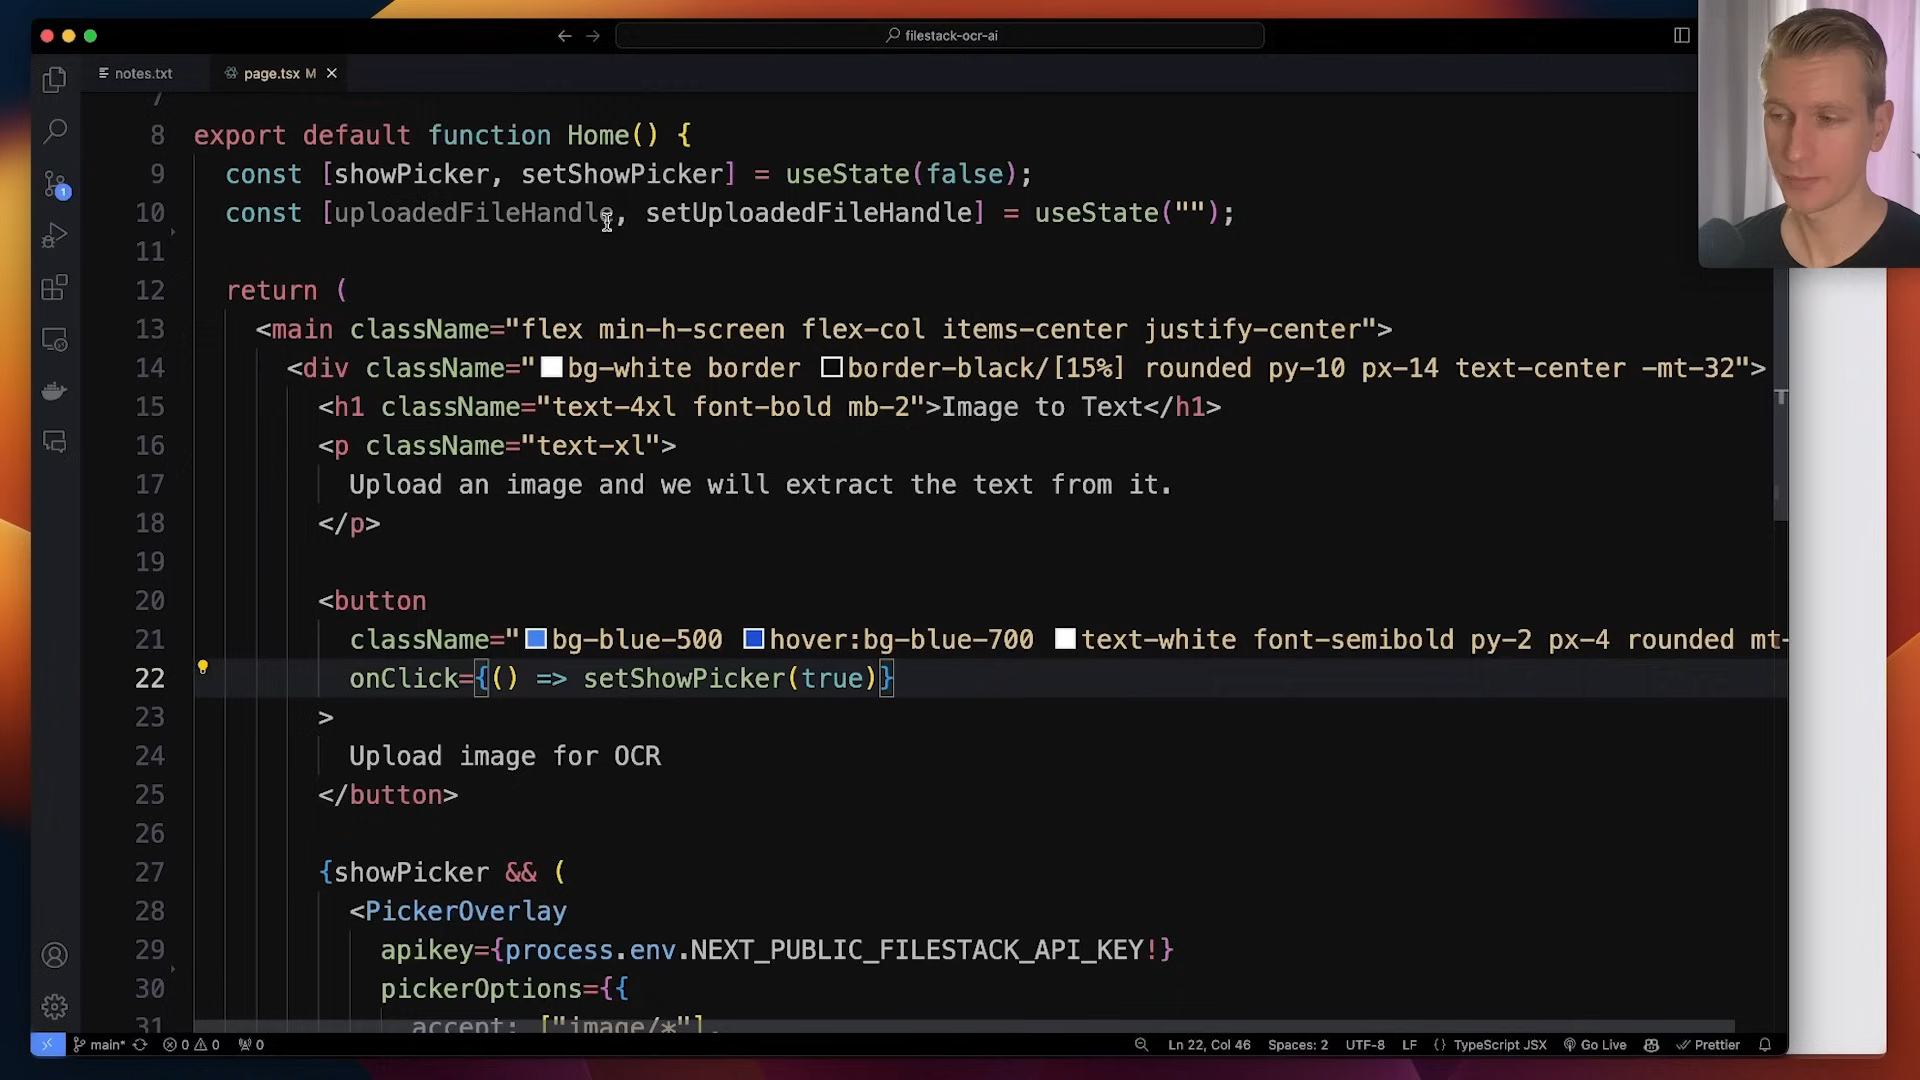 filestack-ocr-ai
notes.txt
page.tsx M
7
8 export default function Home() {
9 const [showPicker, setShowPicker] = useState(false);
10 const [uploadedFileHandle, setUploadedFileHandle] = useState("");
11
12 return (
13 <main className="flex min-h-screen flex-col items-center justify-center">
14 <div className="bg-white border border-black/[15%] rounded py-10 px-14 text-center -mt-32">
15 <h1 className="text-4xl font-bold mb-2">Image to Text</h1>
16 <p className="text-xl">
17 Upload an image and we will extract the text from it.
18 </p>
19
20 <button
21 className="bg-blue-500 hover:bg-blue-700 text-white font-semibold py-2 px-4 rounded mt-
22 onClick={() => setShowPicker(true)}
23 >
24 Upload image for OCR
25 </button>
26
27 {showPicker && (
28 <PickerOverlay
29 apikey={process.env.NEXT_PUBLIC_FILESTACK_API_KEY!}
30 pickerOptions={{
31 accept: ["image/*"],
1
main* 0 0 0 Ln 22, Col 46 Spaces: 2 UTF-8 LF {} TypeScript JSX Go Live Prettier